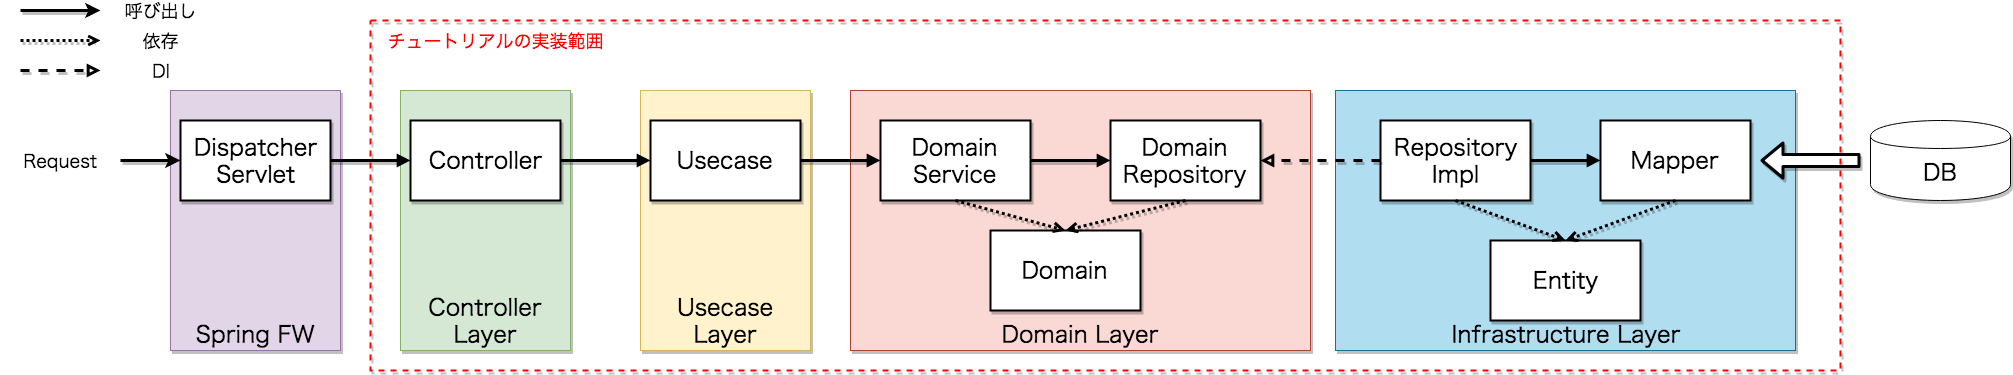 呼び出し
依存
DI
チュートリアルの実装範囲
Request
Dispatcher
Servlet
Spring FW
Controller
Controller
Layer
Usecase
Usecase
Layer
Domain
Service
Domain
Repository
Domain
Domain Layer
Repository
Impl
Mapper
Entity
Infrastructure Layer
DB